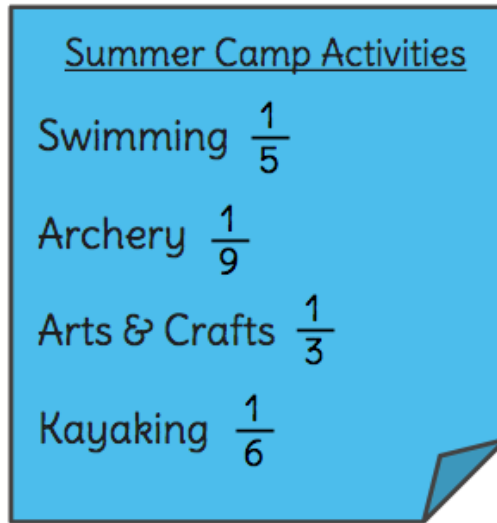 Summer Camp Activities
Swimming 1/5
Archery 1/9
Arts & Crafts 1/3
Kayaking 1/6